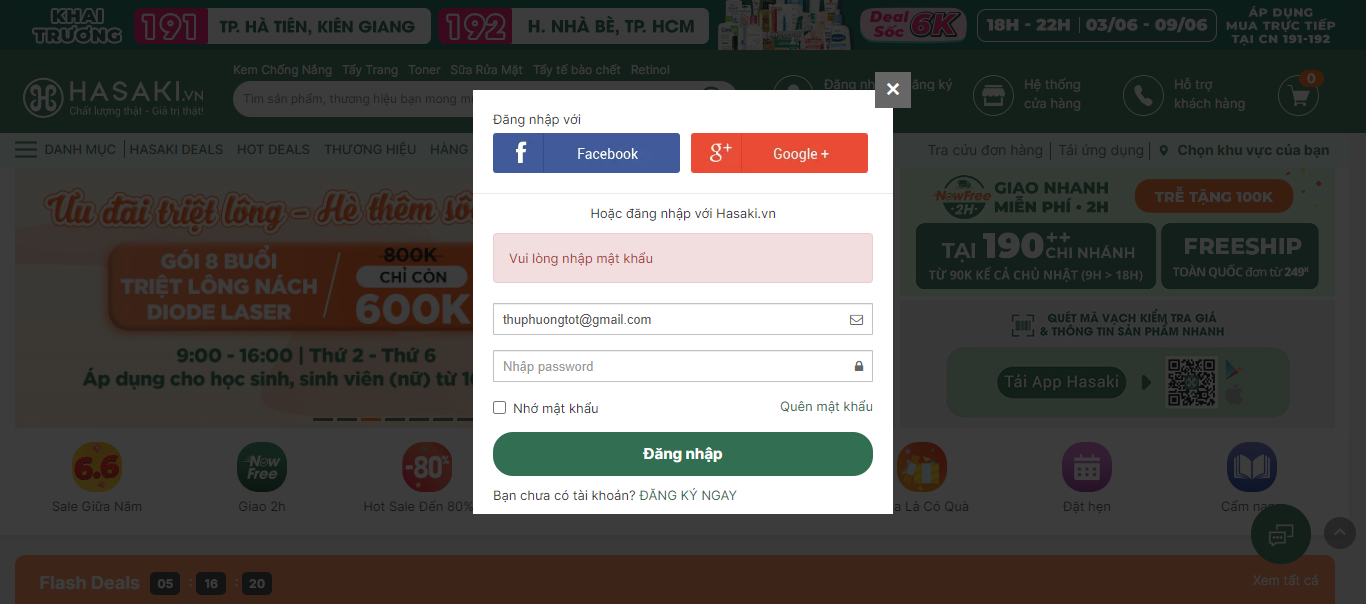 KHAI TRƯƠNG
191 TP. HÀ TIÊN, KIÊN GIANG
192 H. NHÀ BÈ, TP. HCM
Deal Sốc 6K
18H - 22H | 03/06 - 09/06
ÁP DỤNG
MUA TRỰC TIẾP
TẠI CN 191-192
Kem Chống Nắng Tẩy Trang Toner Sữa Rửa Mặt Tẩy tế bào chết Retinol
HASAKI.VN
Chất lượng thật - Giá trị thật!
Tìm sản phẩm, thương hiệu bạn mong mu
Đăng nh
ăng ký
Hệ thống
cửa hàng
Hỗ trợ
khách hàng
0
×
DANH MỤC
HASAKI DEALS
HOT DEALS
THƯƠNG HIỆU
HÀNG
Tra cứu đơn hàng
Tải ứng dụng
Chọn khu vực của bạn
Đăng nhập với
f Facebook
g+ Google +
Hoặc đăng nhập với Hasaki.vn
Vui lòng nhập mật khẩu
thuphuongtot@gmail.com
Nhập password
Nhớ mật khẩu
Quên mật khẩu
Đăng nhập
Bạn chưa có tài khoản? ĐĂNG KÝ NGAY
Ưu đãi triệt lông - Hè thêm số
GÓI 8 BUỔI
TRIỆT LÔNG NÁCH
DIODE LASER
800K
CHỈ CÒN
600K
9:00 - 16:00 | Thứ 2 - Thứ 6
Áp dụng cho học sinh, sinh viên (nữ) từ 1
NowFree
2H
GIAO NHANH
MIỄN PHÍ • 2H
TRỄ TẶNG 100K
TẠI 190++ CHI NHÁNH
TỪ 90K KỂ CẢ CHỦ NHẬT (9H > 18H)
FREESHIP
TOÀN QUỐC đơn từ 249K
QUÉT MÃ VẠCH KIỂM TRA GIÁ
& THÔNG TIN SẢN PHẨM NHANH
Tải App Hasaki
6.6
Sale Giữa Năm
Now Free
Giao 2h
-80%
Hot Sale Đến 80%
a Là Có Quà
Đặt hẹn
Cẩm nang
Flash Deals 05 : 16 : 20
Xem tất cả